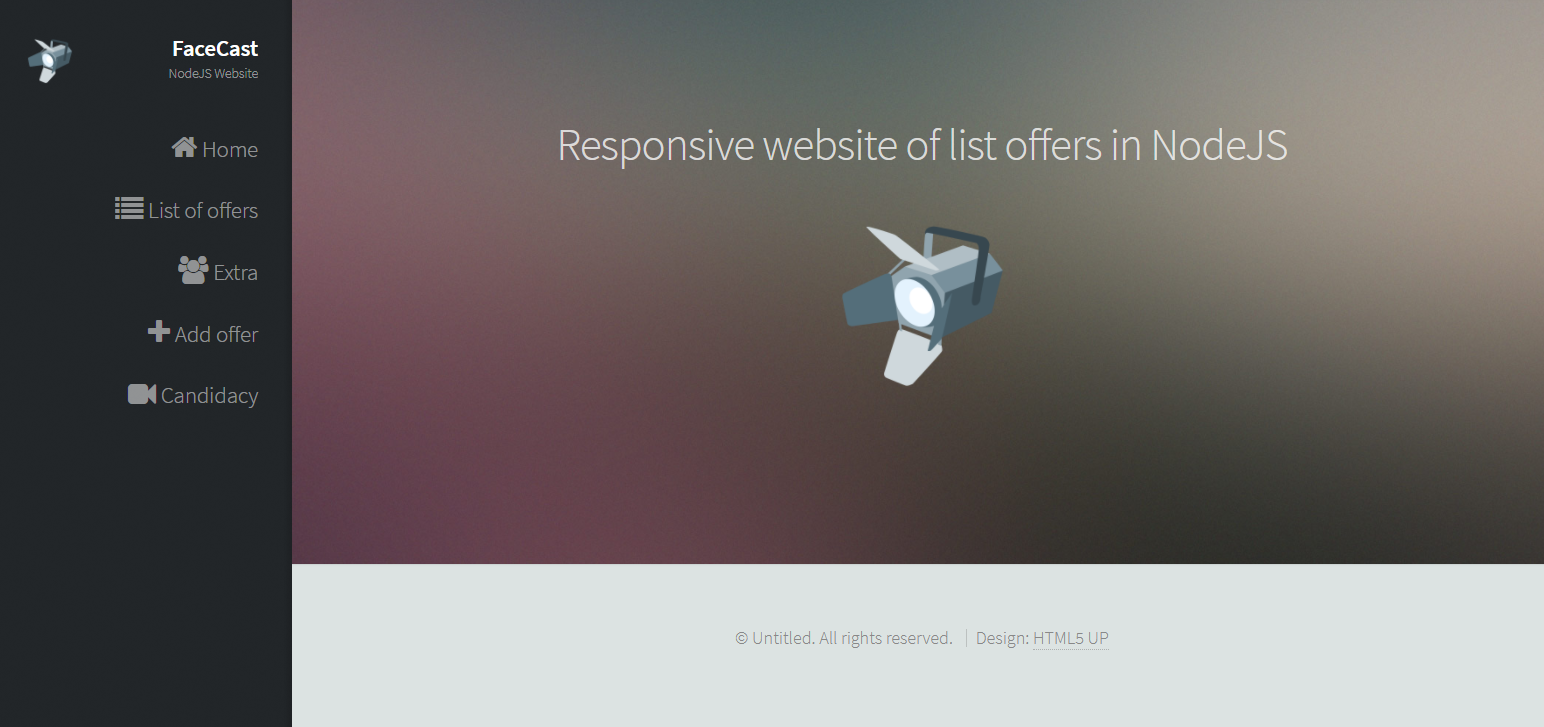 FaceCast
NodeJS Website
Home
List of offers
Extra
Add offer
Candidacy
Responsive website of list offers in NodeJS
© Untitled. All rights reserved. | Design: HTML5 UP